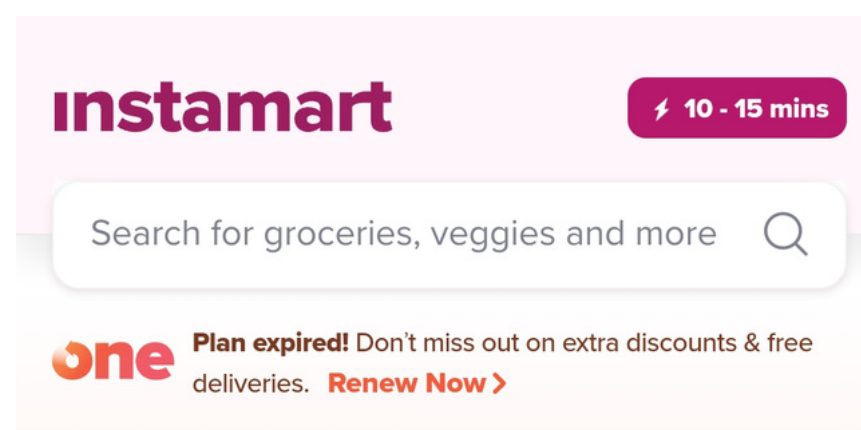 instamart
10 - 15 mins
Search for groceries, veggies and more
one
Plan expired! Don't miss out on extra discounts & free
deliveries. Renew Now >